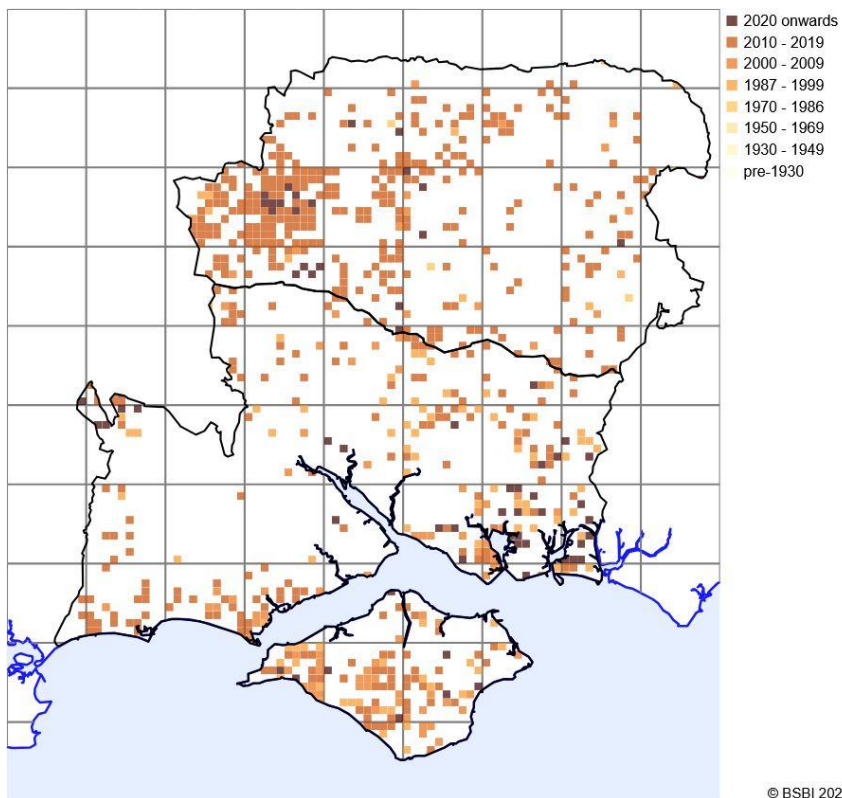 2020 onwards
2010 - 2019
2000 - 2009
1987 - 1999
1970 - 1986
1950 - 1969
1930 - 1949
pre-1930
© BSBI 202